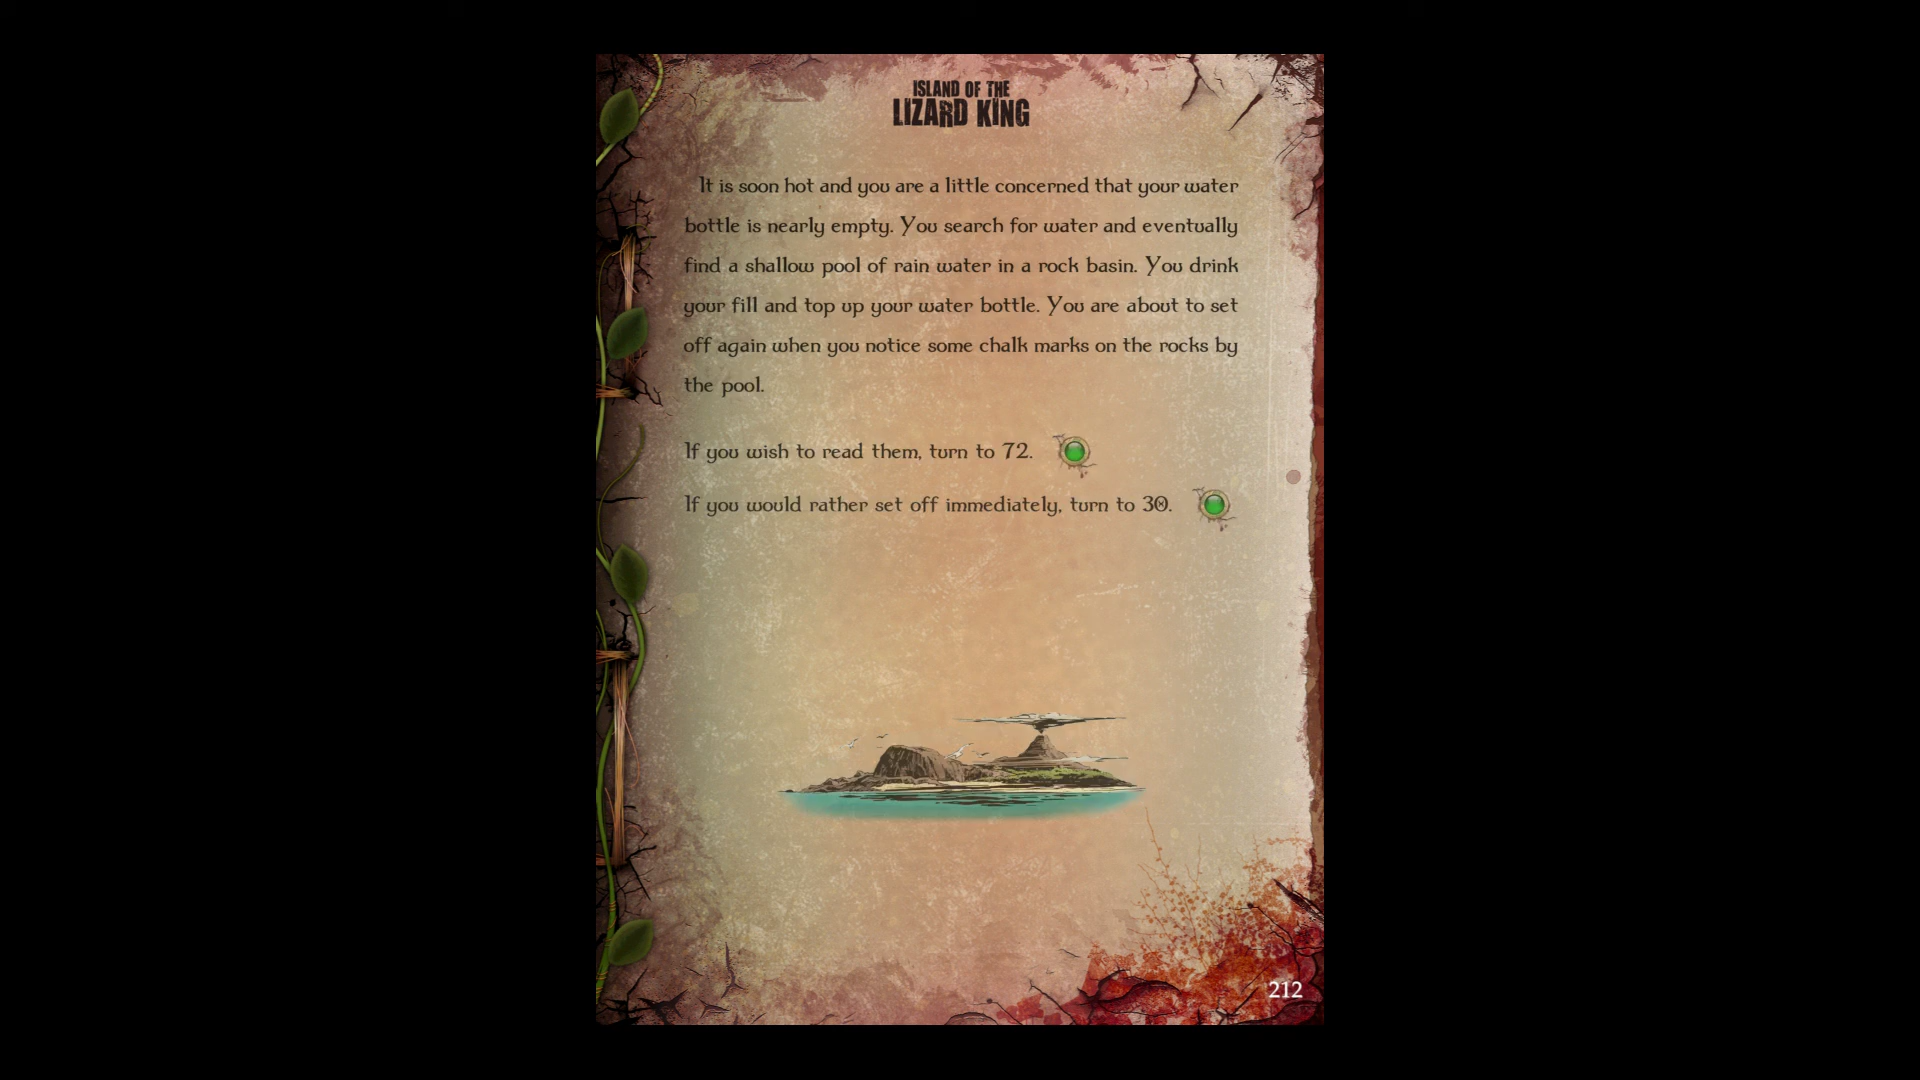 ISLAND OF THE
LIZARD KING
It is soon hot and you are a little concerned that your water
bottle is nearly empty. You search for water and eventually
find a shallow pool of rain water in a rock basin. You drink
your fill and top up your water bottle. You are about to set
off again when you notice some chalk marks on the rocks by
the pool.
If you wish to read them, turn to 72.
If you would rather set off immediately, turn to 30.
212